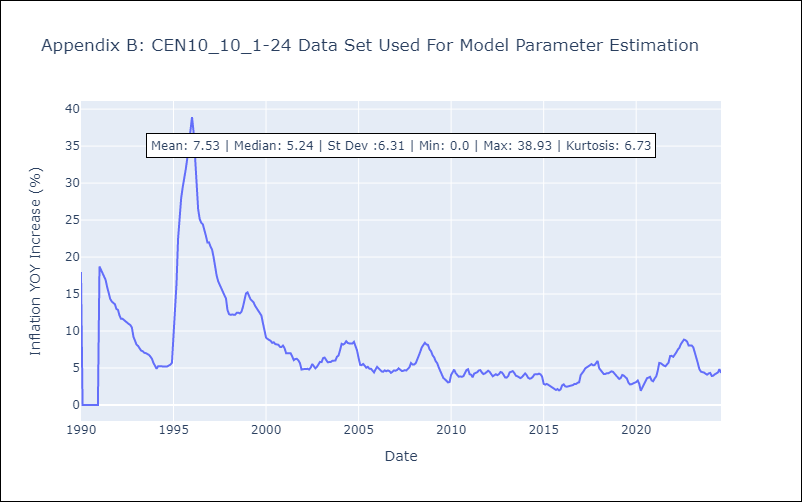 Appendix B: CEN10_10_1-24 Data Set Used For Model Parameter Estimation
40
Mean: 7.53 | Median: 5.24 | St Dev :6.31 | Min: 0.0 | Max: 38.93 | Kurtosis: 6.73
35
30
25
20
15
10
5
0
Inflation YOY Increase (%)
1990 1995 2000 2005 2010 2015 2020
Date